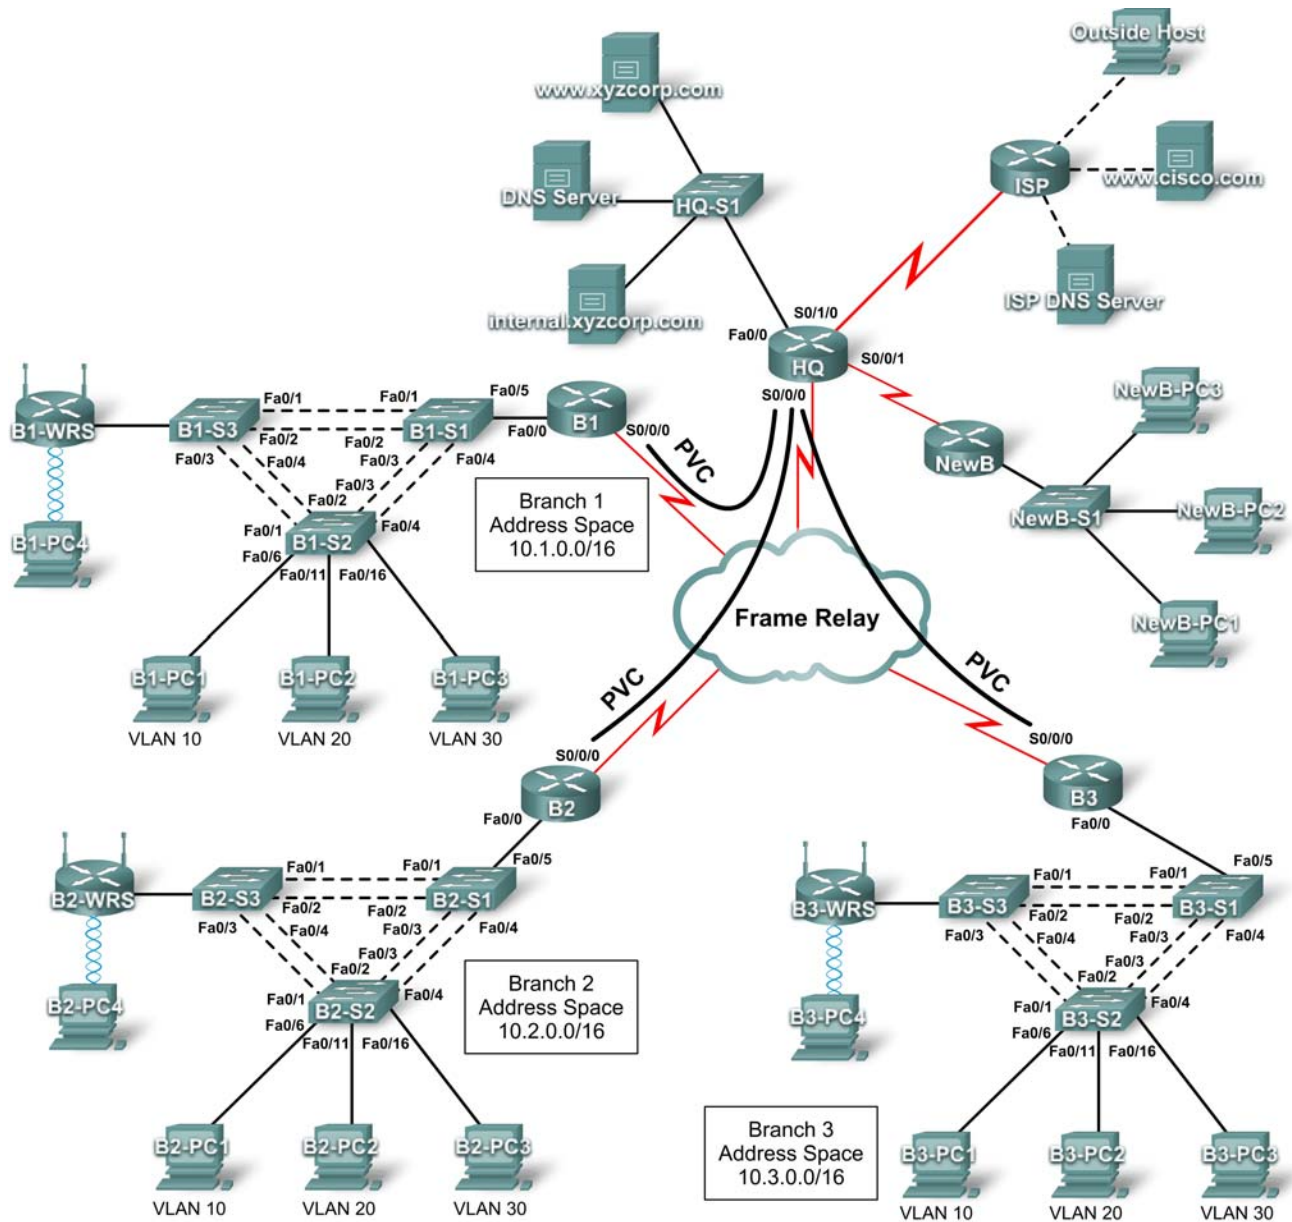 Outside Host
www.xyzcorp.com
ISP
www.cisco.com
DNS Server
HQ-S1
ISP DNS Server
internal.xyzcorp.com
S0/1/0
Fa0/0
HQ
S0/0/1
S0/0/0
NewB-PC3
NewB
NewB-S1
NewB-PC2
NewB-PC1
B1-WRS
B1-S3
Fa0/1
Fa0/1
Fa0/5
B1-S1
Fa0/0
B1
S0/0/0
Fa0/2
Fa0/2
Fa0/3
Fa0/4
Fa0/3
Fa0/4
PVC
Fa0/3
Fa0/2
Fa0/1
Fa0/4
B1-S2
Fa0/6
Fa0/11
Fa0/16
B1-PC4
Branch 1
Address Space
10.1.0.0/16
B1-PC1
B1-PC2
B1-PC3
VLAN 10
VLAN 20
VLAN 30
Frame Relay
PVC
PVC
S0/0/0
B2
Fa0/0
S0/0/0
B3
Fa0/0
B2-WRS
B2-S3
Fa0/1
Fa0/1
Fa0/5
B2-S1
Fa0/2
Fa0/2
Fa0/3
Fa0/4
Fa0/3
Fa0/4
Fa0/3
Fa0/2
Fa0/1
Fa0/4
B2-S2
Fa0/6
Fa0/11
Fa0/16
B2-PC4
Branch 2
Address Space
10.2.0.0/16
B2-PC1
B2-PC2
B2-PC3
VLAN 10
VLAN 20
VLAN 30
B3-WRS
B3-S3
Fa0/1
Fa0/1
Fa0/5
B3-S1
Fa0/2
Fa0/2
Fa0/3
Fa0/4
Fa0/3
Fa0/4
Fa0/3
Fa0/2
Fa0/1
Fa0/4
B3-S2
Fa0/6
Fa0/11
Fa0/16
B3-PC4
Branch 3
Address Space
10.3.0.0/16
B3-PC1
B3-PC2
B3-PC3
VLAN 10
VLAN 20
VLAN 30